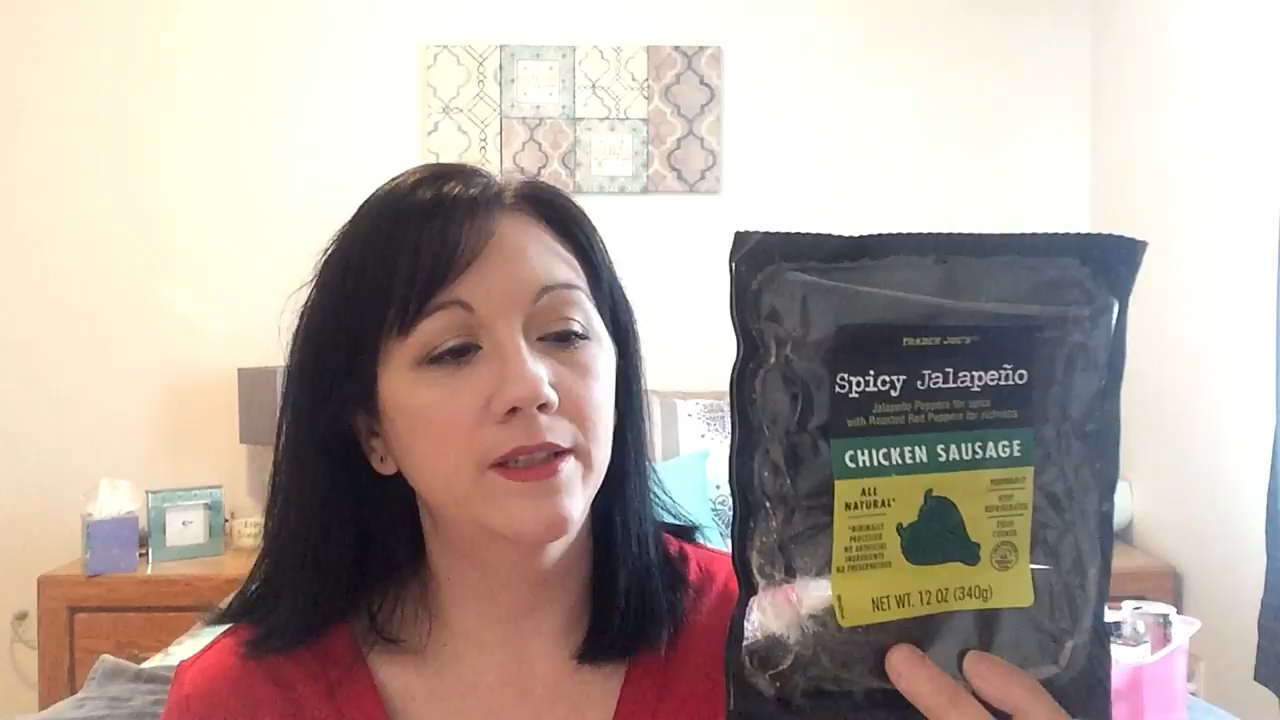 TRADER JOE'S
Spicy Jalapeño
Jalapeño Peppers for spice
with Roasted Red Peppers for richness
CHICKEN SAUSAGE
ALL
NATURAL*
*MINIMALLY
PROCESSED
NO ARTIFICIAL
INGREDIENTS
NO PRESERVATIVES
KEEP
REFRIGERATED
FULLY
COOKED
NET WT. 12 OZ (340g)